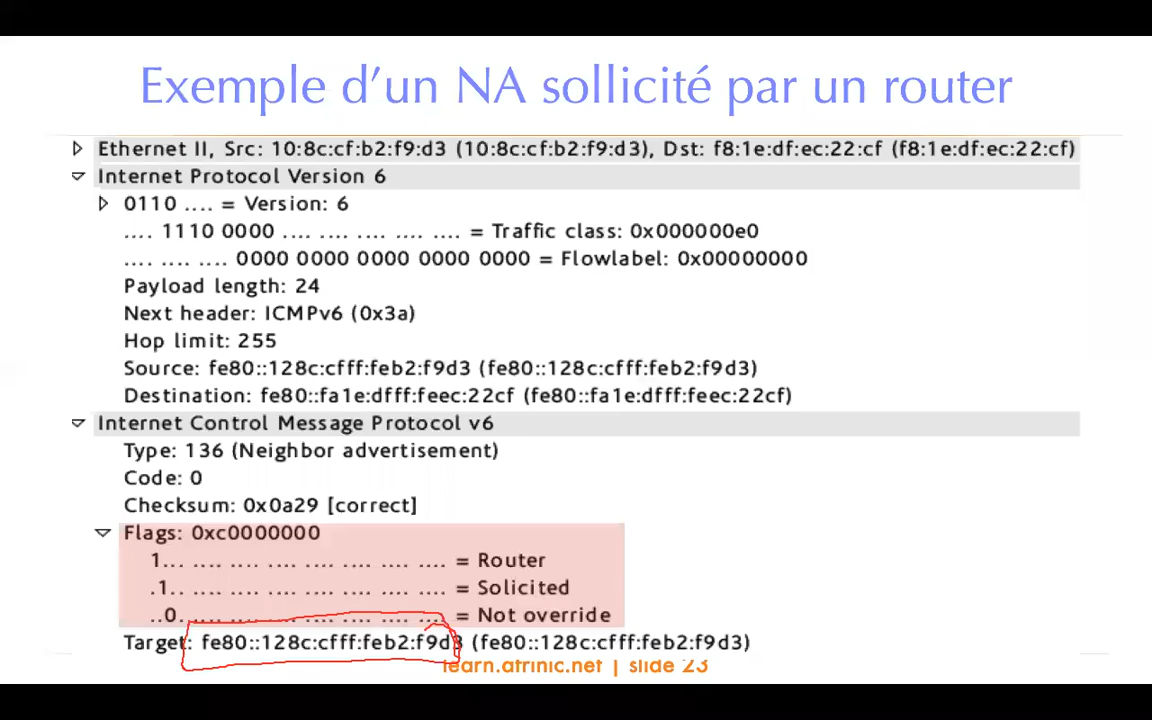 Exemple d'un NA sollicité par un router
Ethernet II, Src: 10:8c:cf:b2:f9:d3 (10:8c:cf:b2:f9:d3), Dst: f8:1e:df:ec:22:cf (f8:1e:df:ec:22:cf)
Internet Protocol Version 6
0110 .... = Version: 6
.... 1110 0000 .... .... .... .... .... = Traffic class: 0x000000e0
.... .... .... 0000 0000 0000 0000 0000 = Flowlabel: 0x00000000
Payload length: 24
Next header: ICMPv6 (0x3a)
Hop limit: 255
Source: fe80::128c:cfff:feb2:f9d3 (fe80::128c:cfff:feb2:f9d3)
Destination: fe80::fa1e:dfff:feec:22cf (fe80::fa1e:dfff:feec:22cf)
Internet Control Message Protocol v6
Type: 136 (Neighbor advertisement)
Code: 0
Checksum: 0x0a29 [correct]
Flags: 0xc0000000
1... .... .... .... .... .... .... .... = Router
.1.. .... .... .... .... .... .... .... = Solicited
..0. .... .... .... .... .... .... .... = Not override
Target: fe80::128c:cfff:feb2:f9d3 (fe80::128c:cfff:feb2:f9d3)
learn.afrinic.net | slide 23